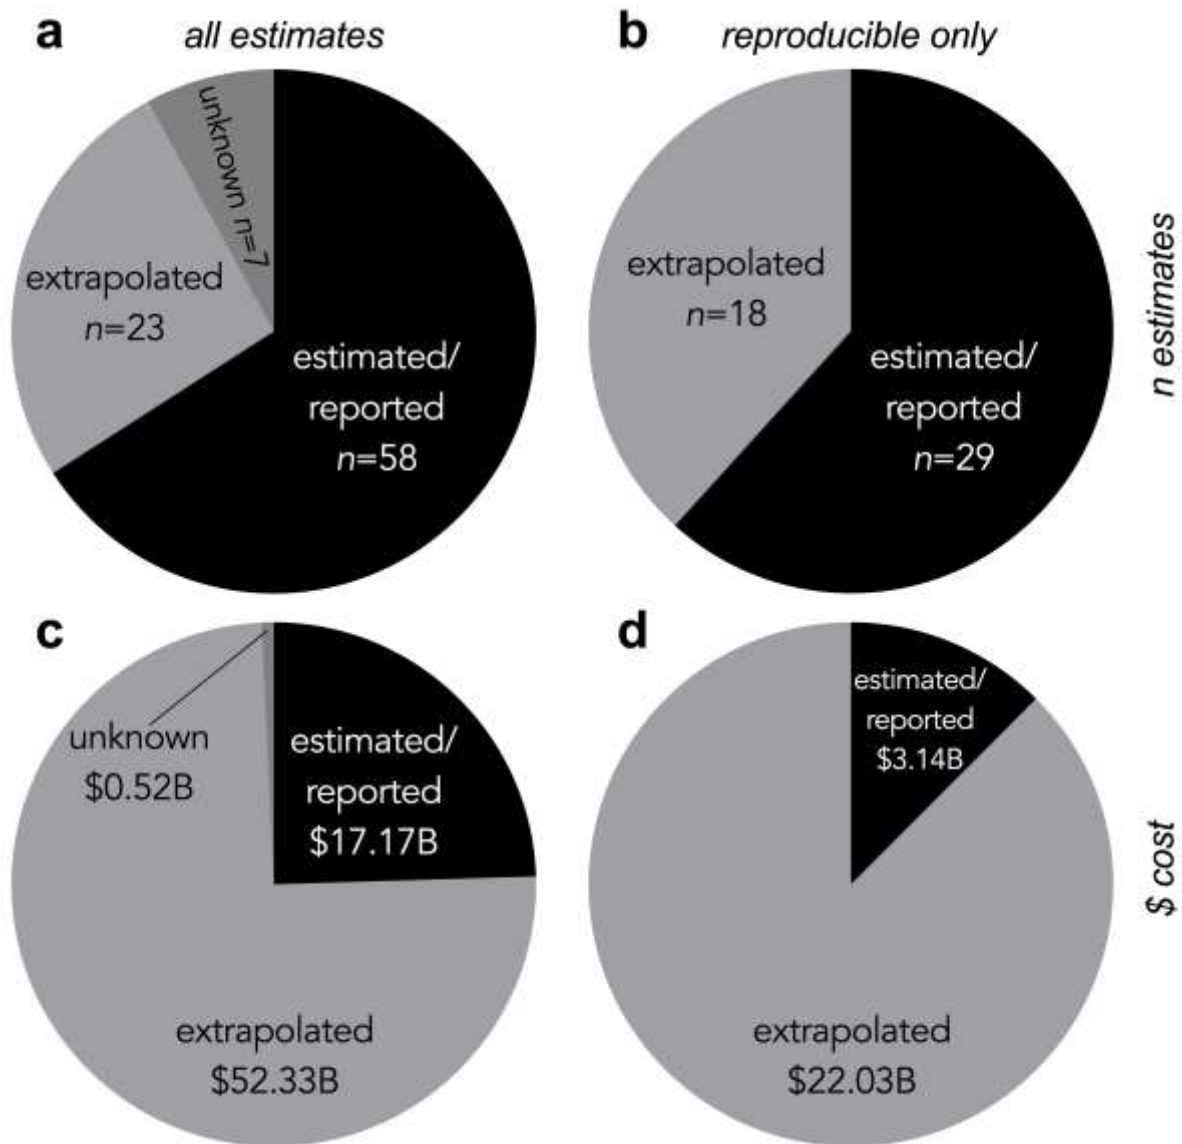 a
all estimates
b
reproducible only
unknown n=7
extrapolated
n=23
estimated/
reported
n=58
extrapolated
n=18
estimated/
reported
n=29
n estimates
c
unknown
$0.52B
estimated/
reported
$17.17B
extrapolated
$52.33B
d
estimated/
reported
$3.14B
extrapolated
$22.03B
$ cost